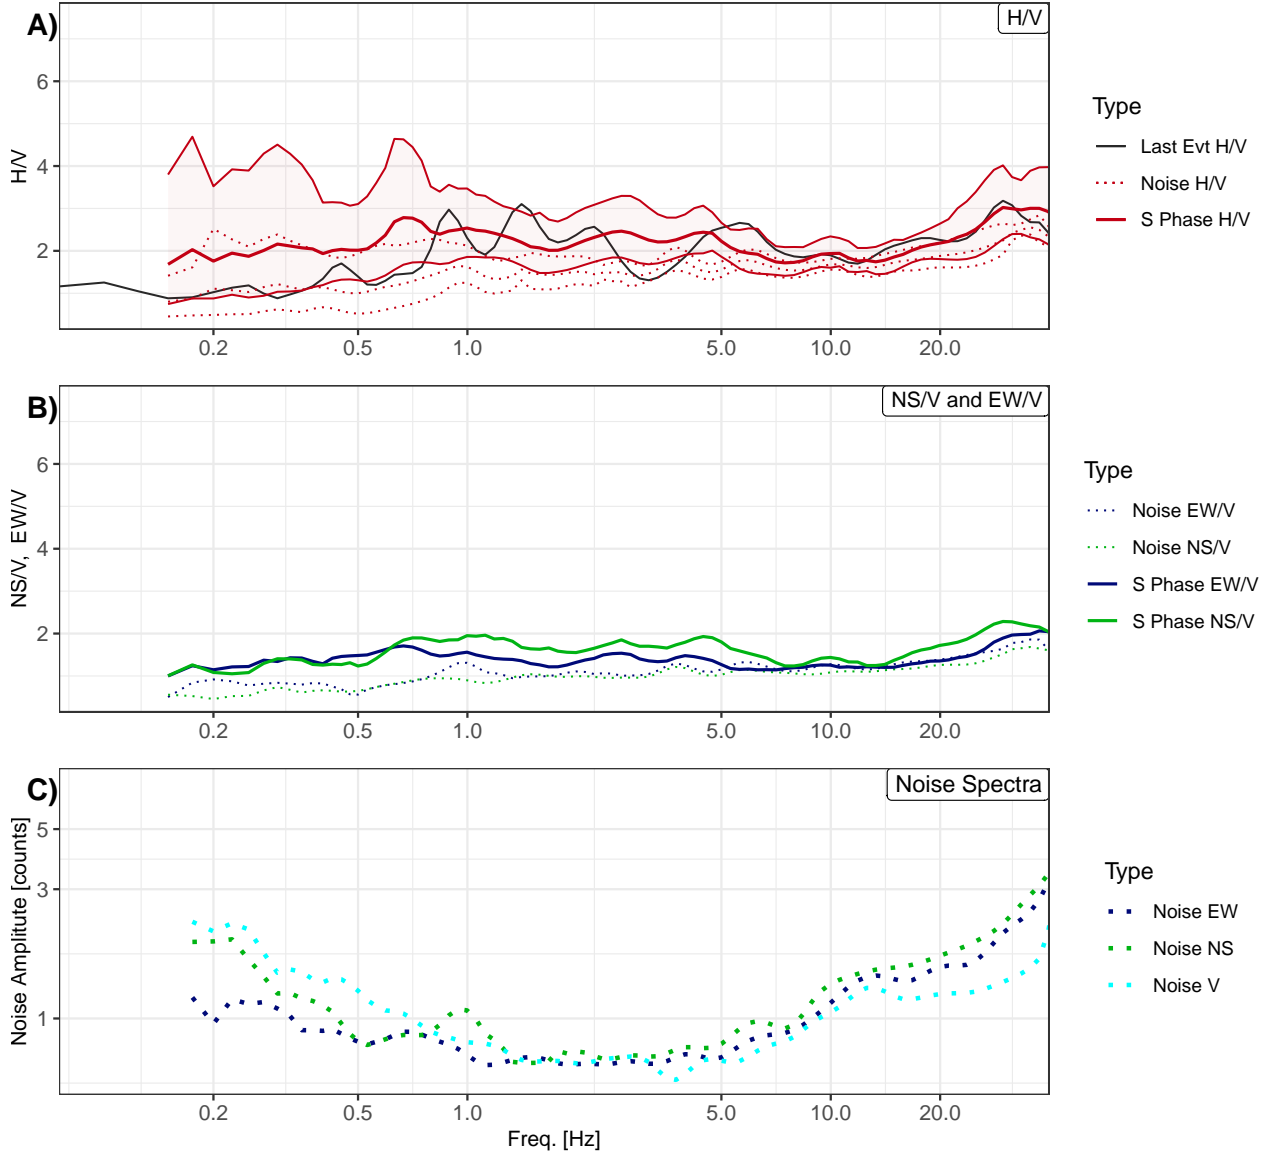 A)
H/V
6
4
2
H/V
0.2 0.5 1.0 5.0 10.0 20.0
Type
Last Evt H/V
Noise H/V
S Phase H/V
B)
NS/V and EW/V
6
4
2
NS/V, EW/V
0.2 0.5 1.0 5.0 10.0 20.0
Type
Noise EW/V
Noise NS/V
S Phase EW/V
S Phase NS/V
C)
Noise Spectra
5
3
1
Noise Amplitude [counts]
0.2 0.5 1.0 5.0 10.0 20.0
Freq. [Hz]
Type
Noise EW
Noise NS
Noise V